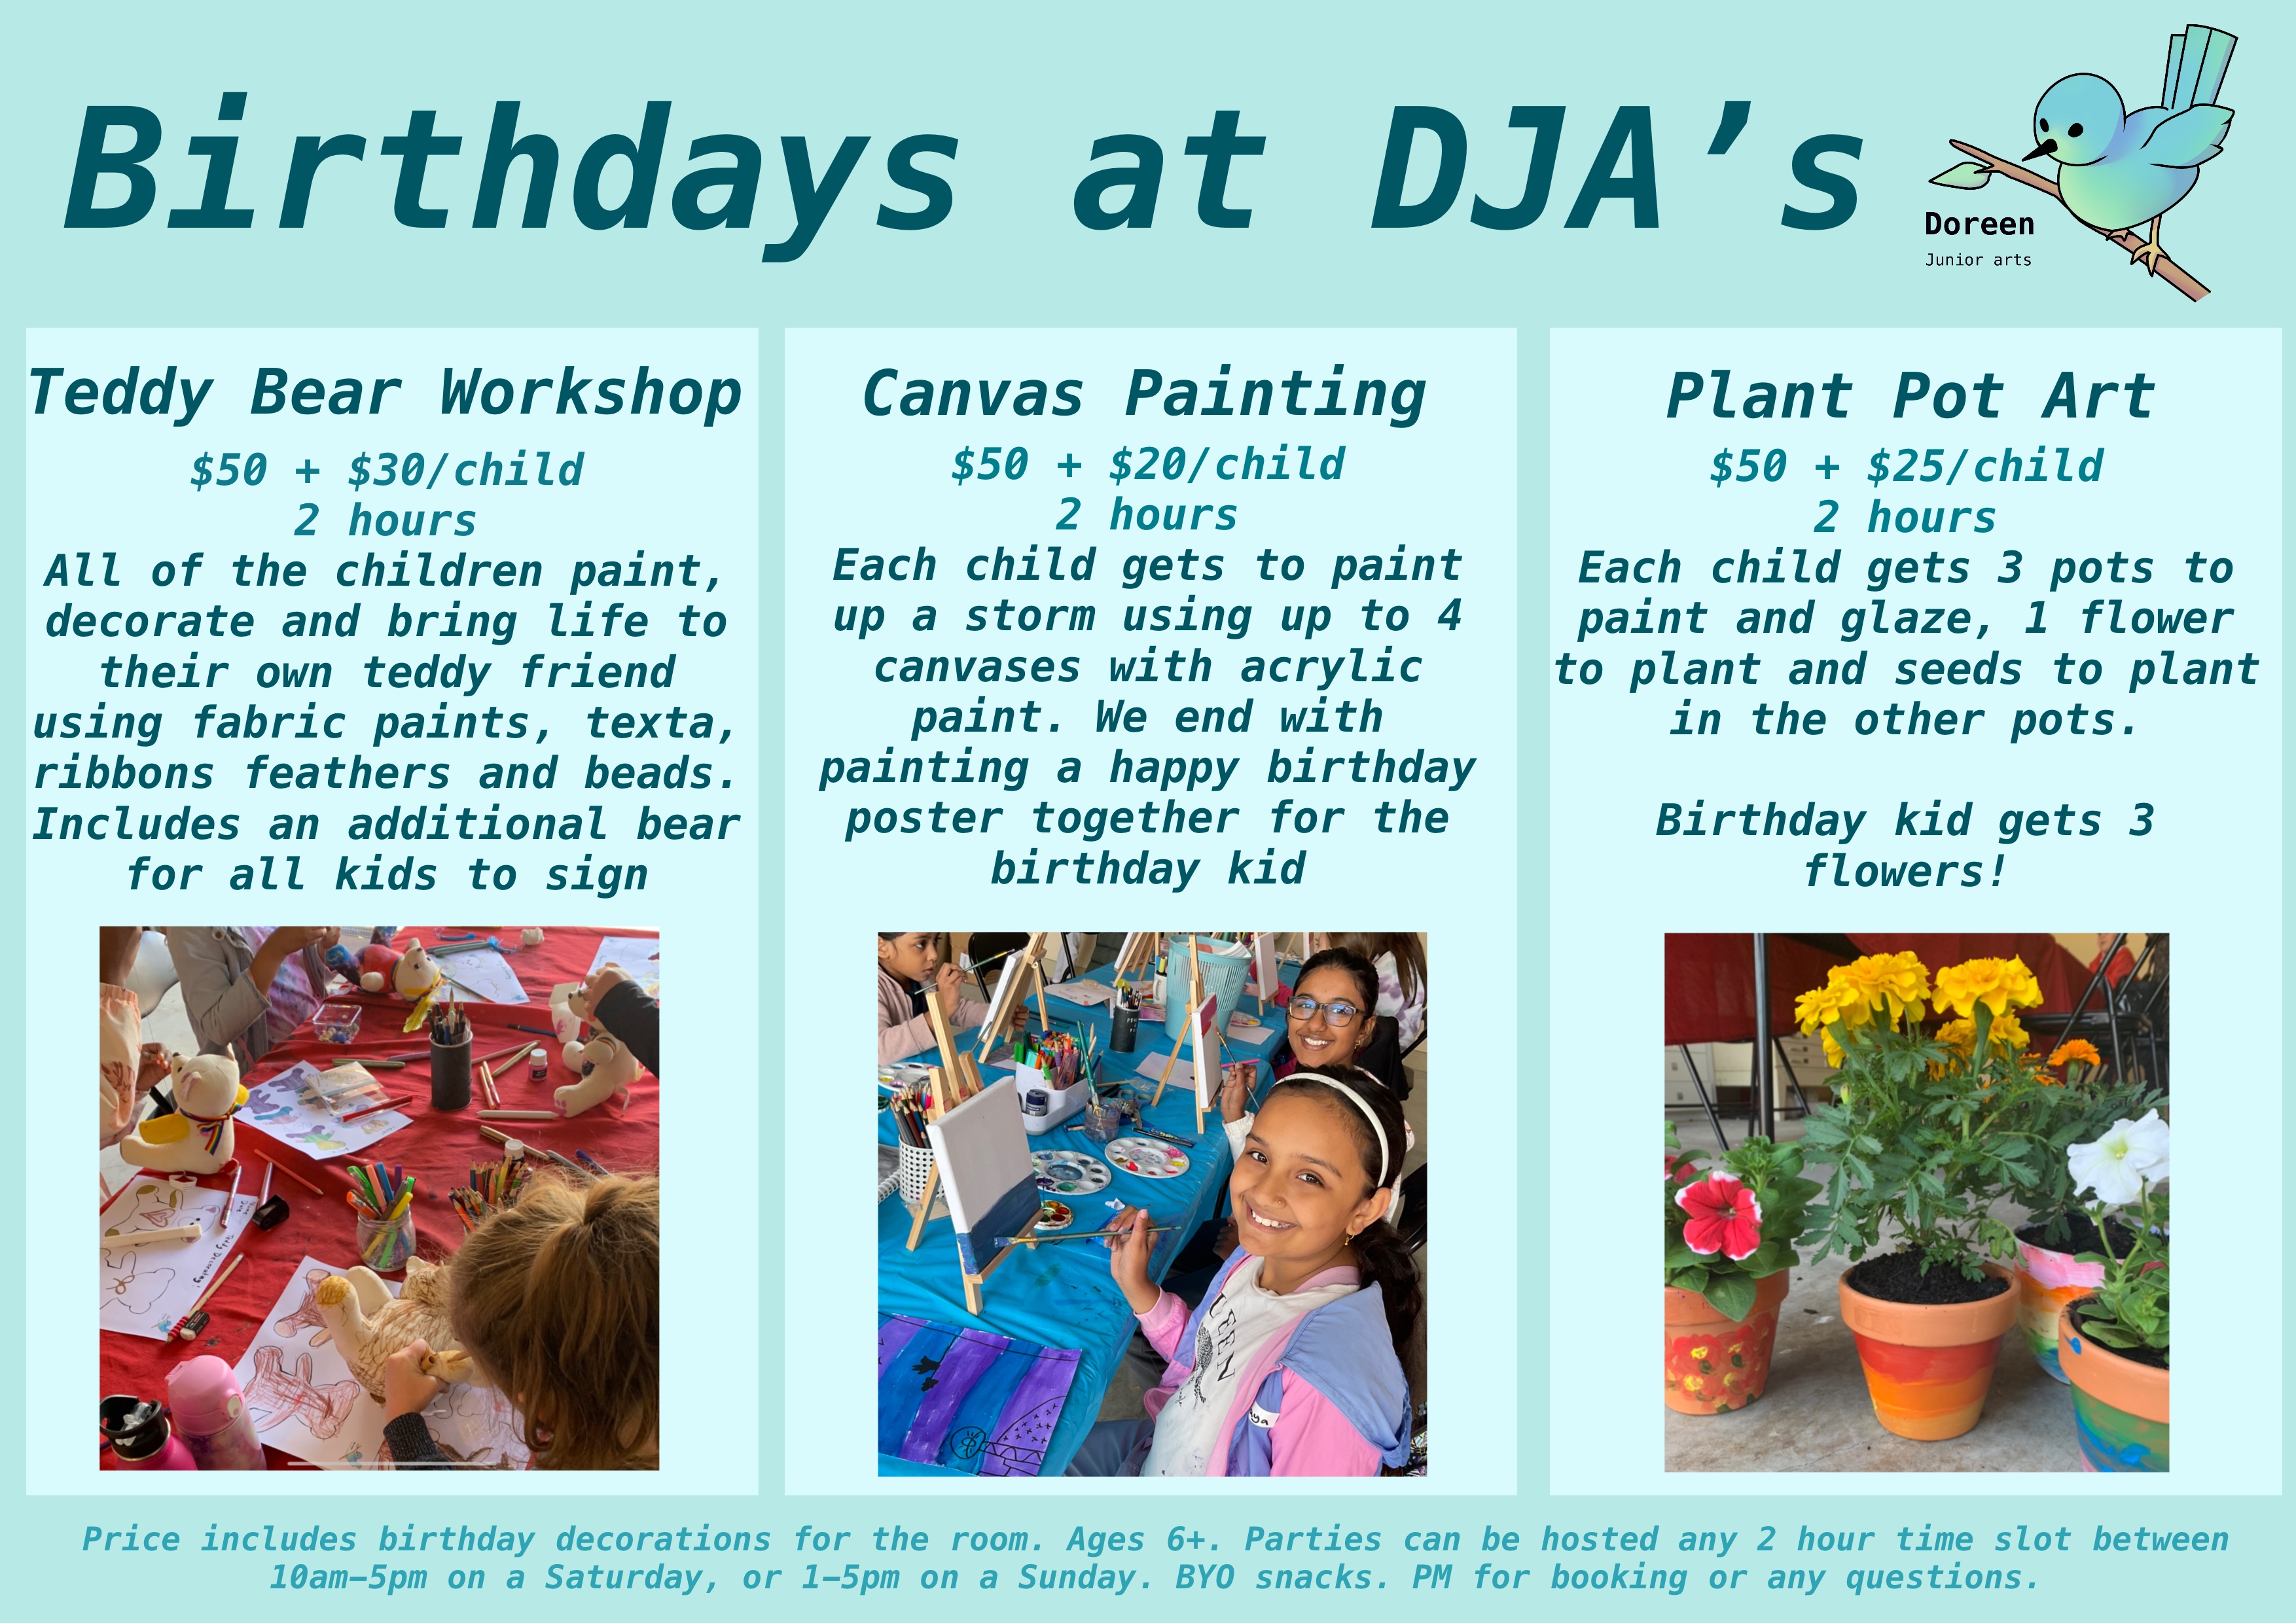 Birthdays at DJA’s
Doreen
Junior arts
Teddy Bear Workshop
$50 + $30/child
2 hours
All of the children paint,
decorate and bring life to
their own teddy friend
using fabric paints, texta,
ribbons feathers and beads.
Includes an additional bear
for all kids to sign
Canvas Painting
$50 + $20/child
2 hours
Each child gets to paint
up a storm using up to 4
canvases with acrylic
paint. We end with
painting a happy birthday
poster together for the
birthday kid
Plant Pot Art
$50 + $25/child
2 hours
Each child gets 3 pots to
paint and glaze, 1 flower
to plant and seeds to plant
in the other pots.
Birthday kid gets 3
flowers!
Price includes birthday decorations for the room. Ages 6+. Parties can be hosted any 2 hour time slot between
10am–5pm on a Saturday, or 1–5pm on a Sunday. BYO snacks. PM for booking or any questions.